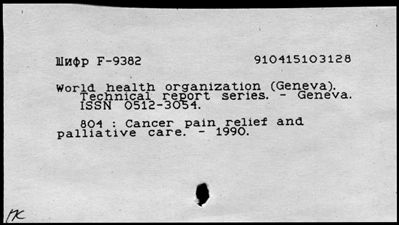 Шифр F-9382 910415103128
World health organization (Geneva).
Technical report series. - Geneva.
ISSN 0512-3054.
804 : Cancer pain relief and
palliative care. - 1990.